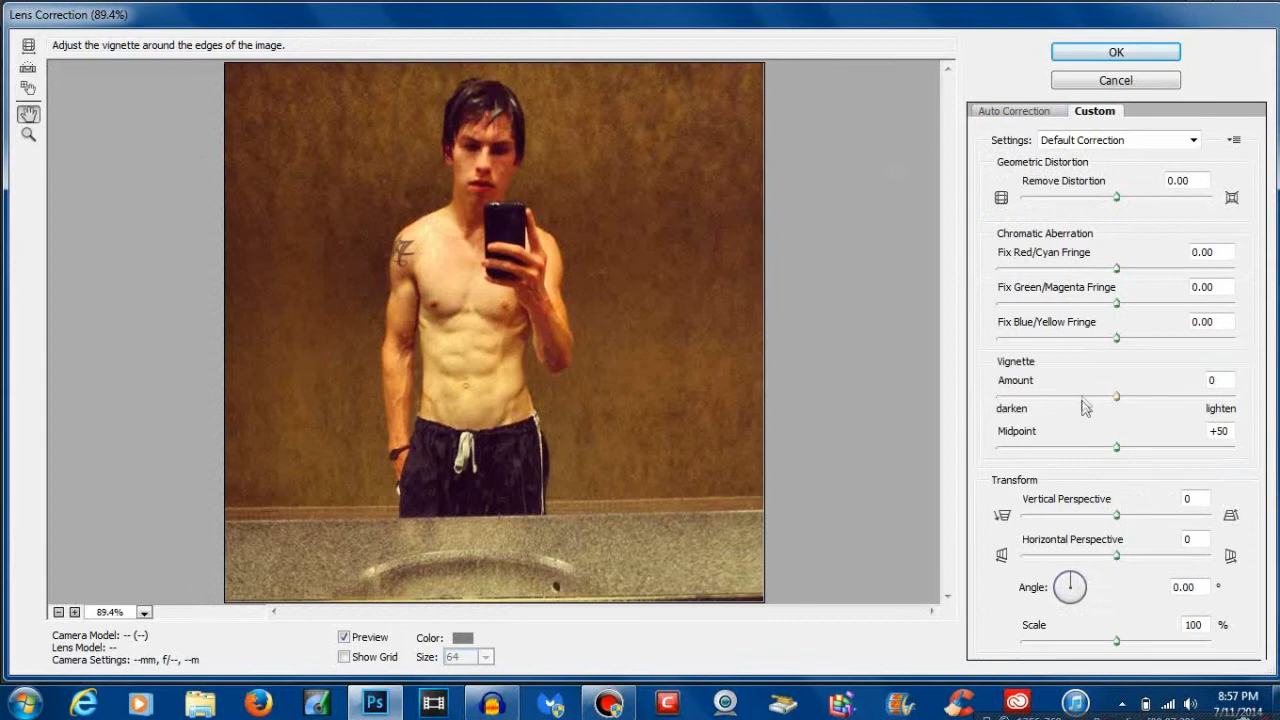 Lens Correction (89.4%)
Adjust the vignette around the edges of the image.
OK
Cancel
Auto Correction Custom
Settings: Default Correction
Geometric Distortion
Remove Distortion 0.00
Chromatic Aberration
Fix Red/Cyan Fringe 0.00
Fix Green/Magenta Fringe 0.00
Fix Blue/Yellow Fringe 0.00
Vignette
Amount 0
darken lighten
Midpoint +50
Transform
Vertical Perspective 0
Horizontal Perspective 0
Angle: 0.00 °
Scale 100 %
89.4%
Camera Model: -- (--)
Lens Model: --
Camera Settings: --mm, f/--, --m
Preview
Show Grid
Color:
Size: 64
Ps
8:57 PM
7/11/2014